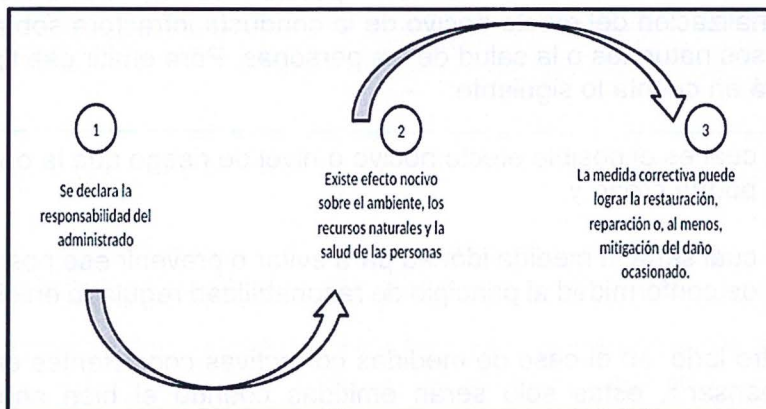 1
Se declara la
responsabilidad del
administrado
2
Existe efecto nocivo
sobre el ambiente, los
recursos naturales y la
salud de las personas
3
La medida correctiva puede
lograr la restauración,
reparación o, al menos,
mitigación del daño
ocasionado.